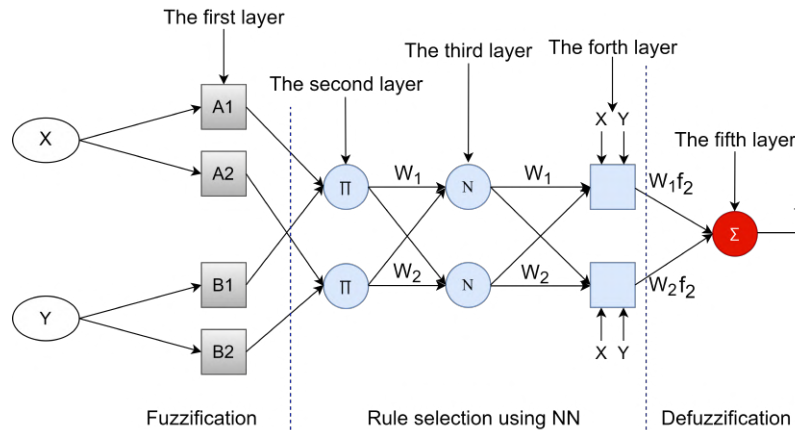 The first layer
The second layer
The third layer
The forth layer
The fifth layer
X
Y
A1
A2
B1
B2
Π
Π
W1
W2
N
N
W1
W2
X Y
X Y
W1f2
W2f2
Σ
Fuzzification
Rule selection using NN
Defuzzification